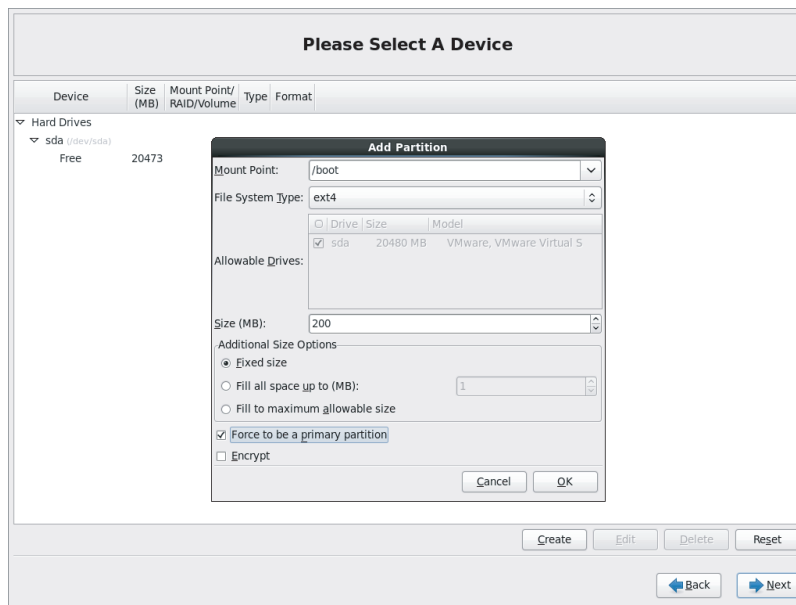 Please Select A Device
Device
Size (MB)
Mount Point/ RAID/Volume
Type
Format
Hard Drives
sda (/dev/sda)
Free 20473
Add Partition
Mount Point: /boot
File System Type: ext4
Drive Size Model
sda 20480 MB VMware, VMware Virtual S
Allowable Drives:
Size (MB): 200
Additional Size Options
Fixed size
Fill all space up to (MB): 1
Fill to maximum allowable size
Force to be a primary partition
Encrypt
Cancel OK
Create Edit Delete Reset
Back Next